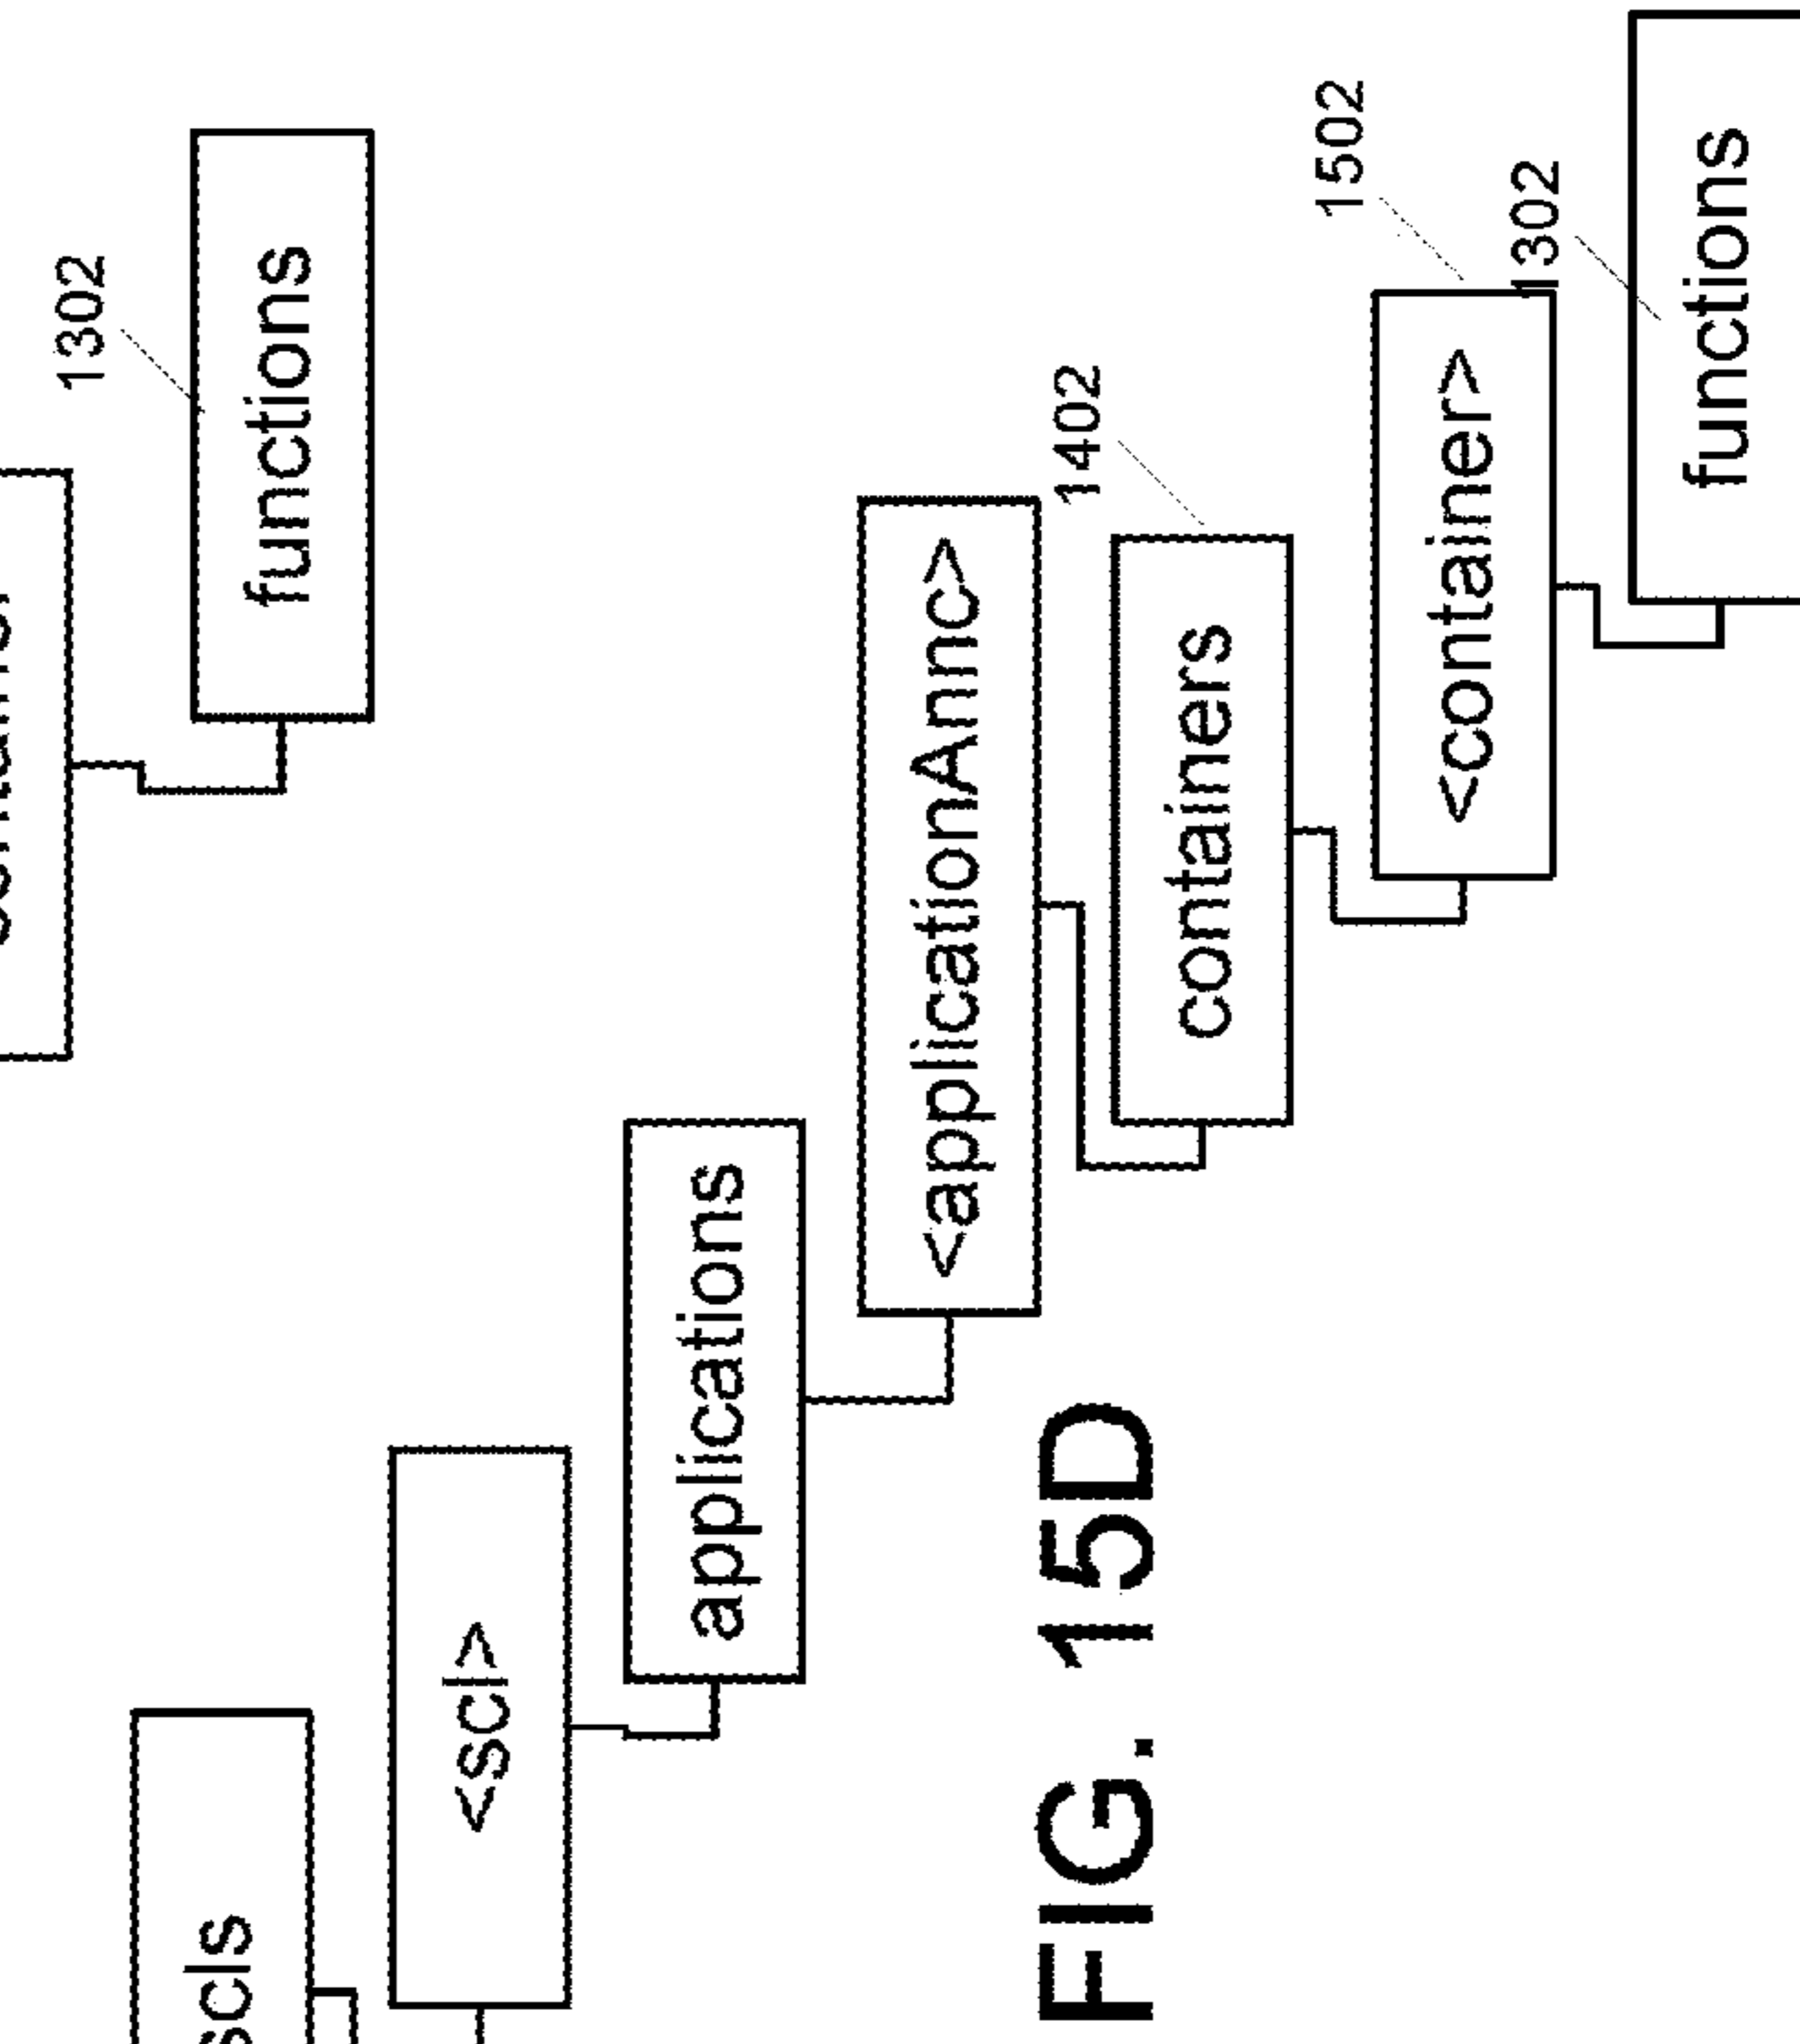 1302
functions
scls
<scl>
applications
<applicationAnnc>
1402
containers
1502
<container>
1302
functions
FIG. 15D